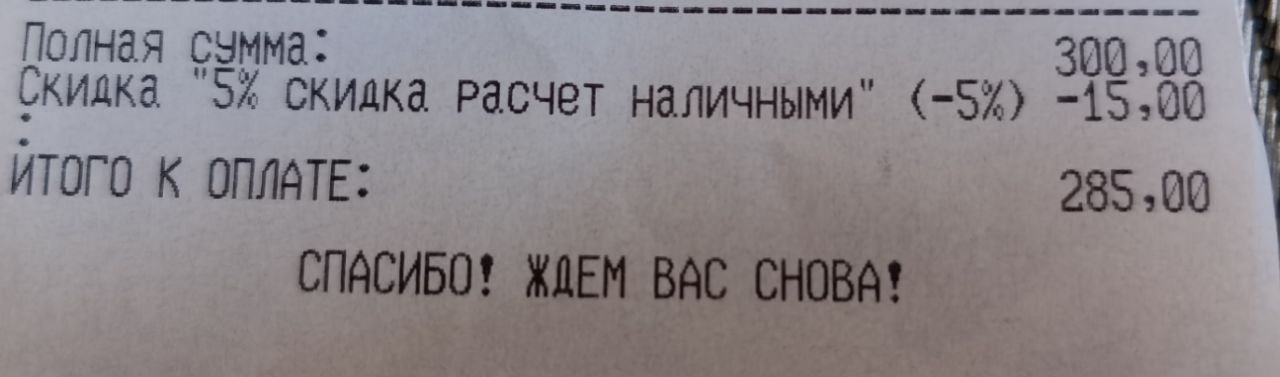 Полная сумма: 300,00
Скидка "5% скидка расчет наличными" (-5%) -15,00
:
ИТОГО К ОПЛАТЕ: 285,00
СПАСИБО! ЖДЕМ ВАС СНОВА!